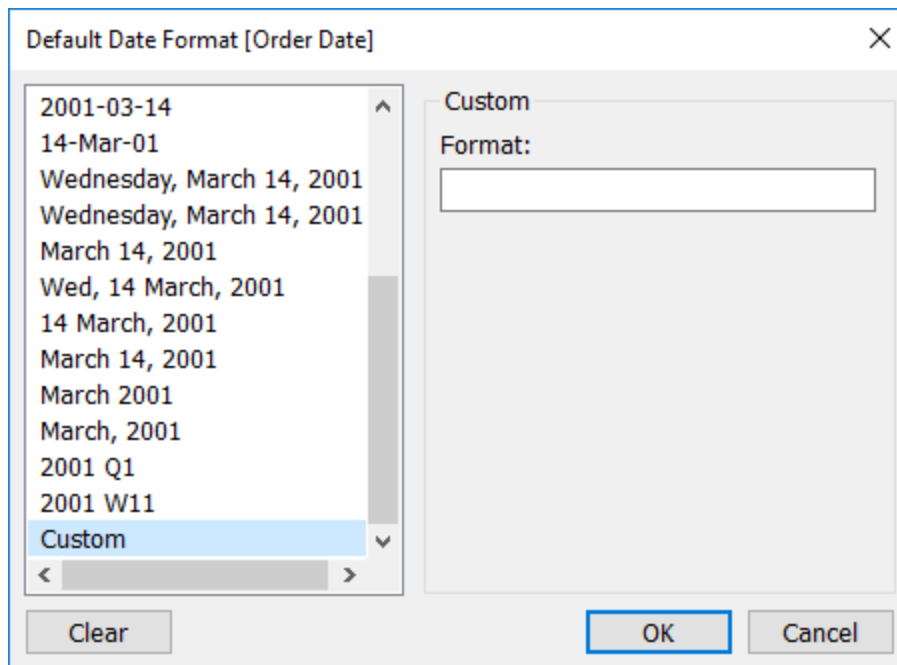 Default Date Format [Order Date]
2001-03-14
14-Mar-01
Wednesday, March 14, 2001
Wednesday, March 14, 2001
March 14, 2001
Wed, 14 March, 2001
14 March, 2001
March 14, 2001
March 2001
March, 2001
2001 Q1
2001 W11
Custom
Custom
Format:
Clear
OK
Cancel